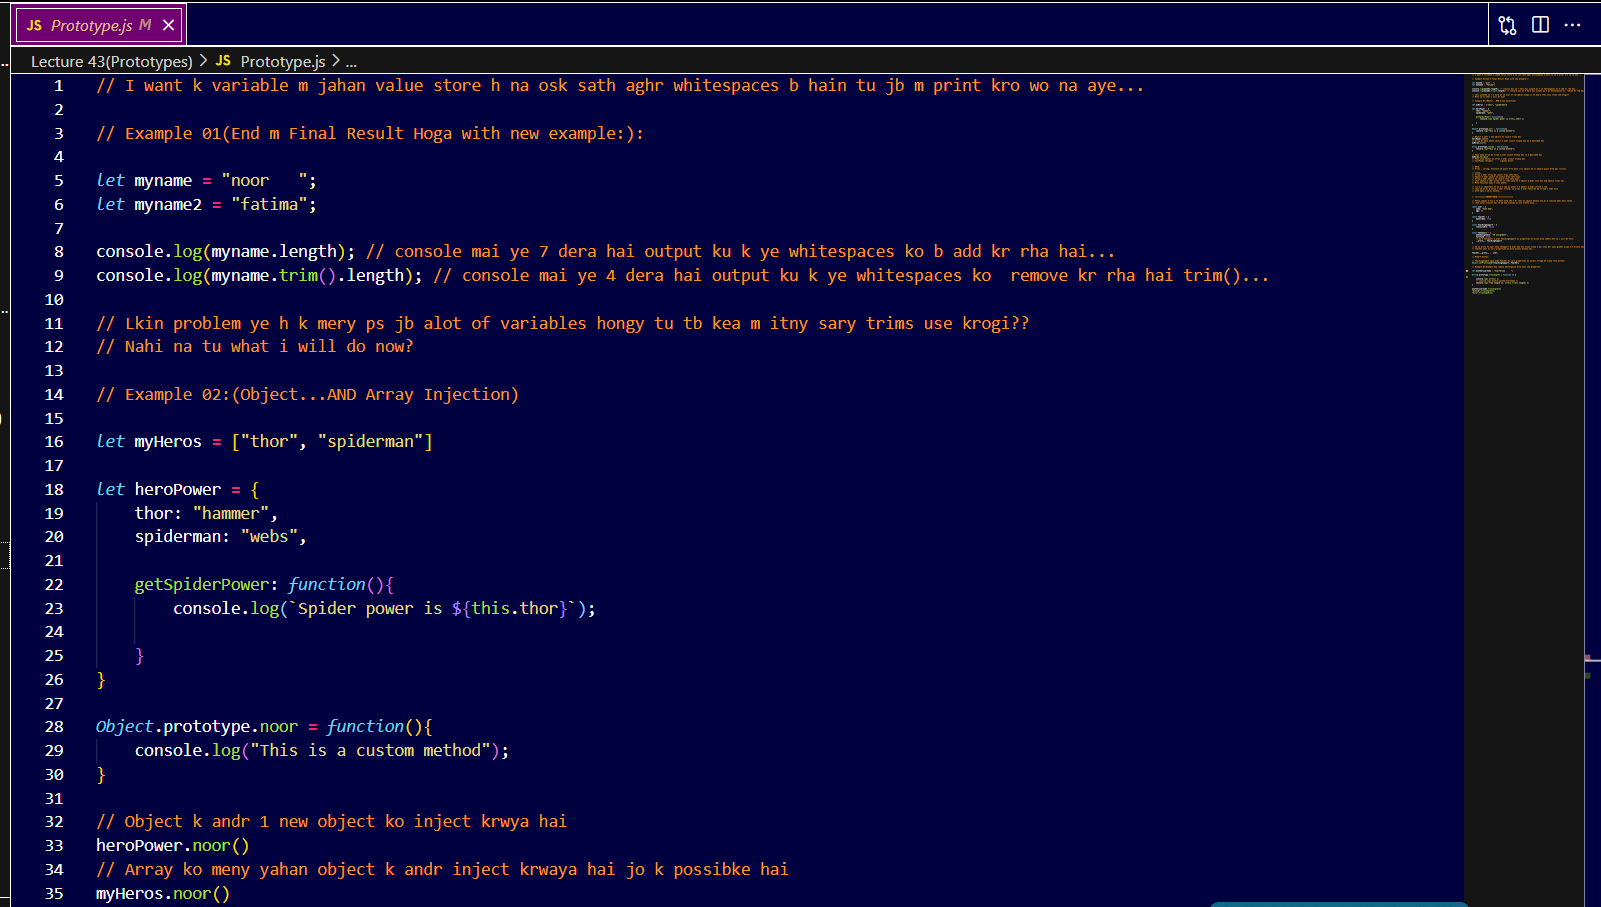 JS Prototype.js M
Lecture 43(Prototypes) > JS Prototype.js > ...
1 // I want k variable m jahan value store h na osk sath aghr whitespaces b hain tu jb m print kro wo na aye...
2
3 // Example 01(End m Final Result Hoga with new example:):
4
5 let myname = "noor   ";
6 let myname2 = "fatima";
7
8 console.log(myname.length); // console mai ye 7 dera hai output ku k ye whitespaces ko b add kr rha hai...
9 console.log(myname.trim().length); // console mai ye 4 dera hai output ku k ye whitespaces ko  remove kr rha hai trim()...
10
11 // Lkin problem ye h k mery ps jb alot of variables hongy tu tb kea m itny sary trims use krogi??
12 // Nahi na tu what i will do now?
13
14 // Example 02:(Object...AND Array Injection)
15
16 let myHeros = ["thor", "spiderman"]
17
18 let heroPower = {
19     thor: "hammer",
20     spiderman: "webs",
21
22     getSpiderPower: function(){
23         console.log(`Spider power is ${this.thor}`);
24
25     }
26 }
27
28 Object.prototype.noor = function(){
29     console.log("This is a custom method");
30 }
31
32 // Object k andr 1 new object ko inject krwya hai
33 heroPower.noor()
34 // Array ko meny yahan object k andr inject krwaya hai jo k possibke hai
35 myHeros.noor()